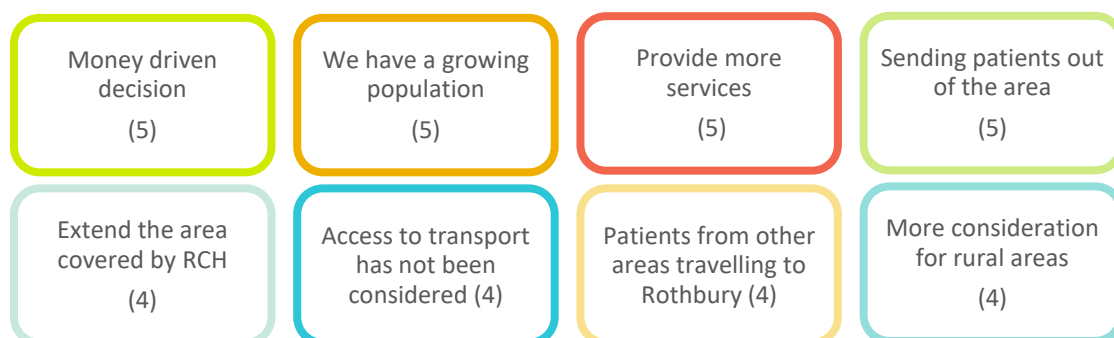 Money driven
decision
(5)
We have a growing
population
(5)
Provide more
services
(5)
Sending patients out
of the area
(5)
Extend the area
covered by RCH
(4)
Access to transport
has not been
considered (4)
Patients from other
areas travelling to
Rothbury (4)
More consideration
for rural areas
(4)